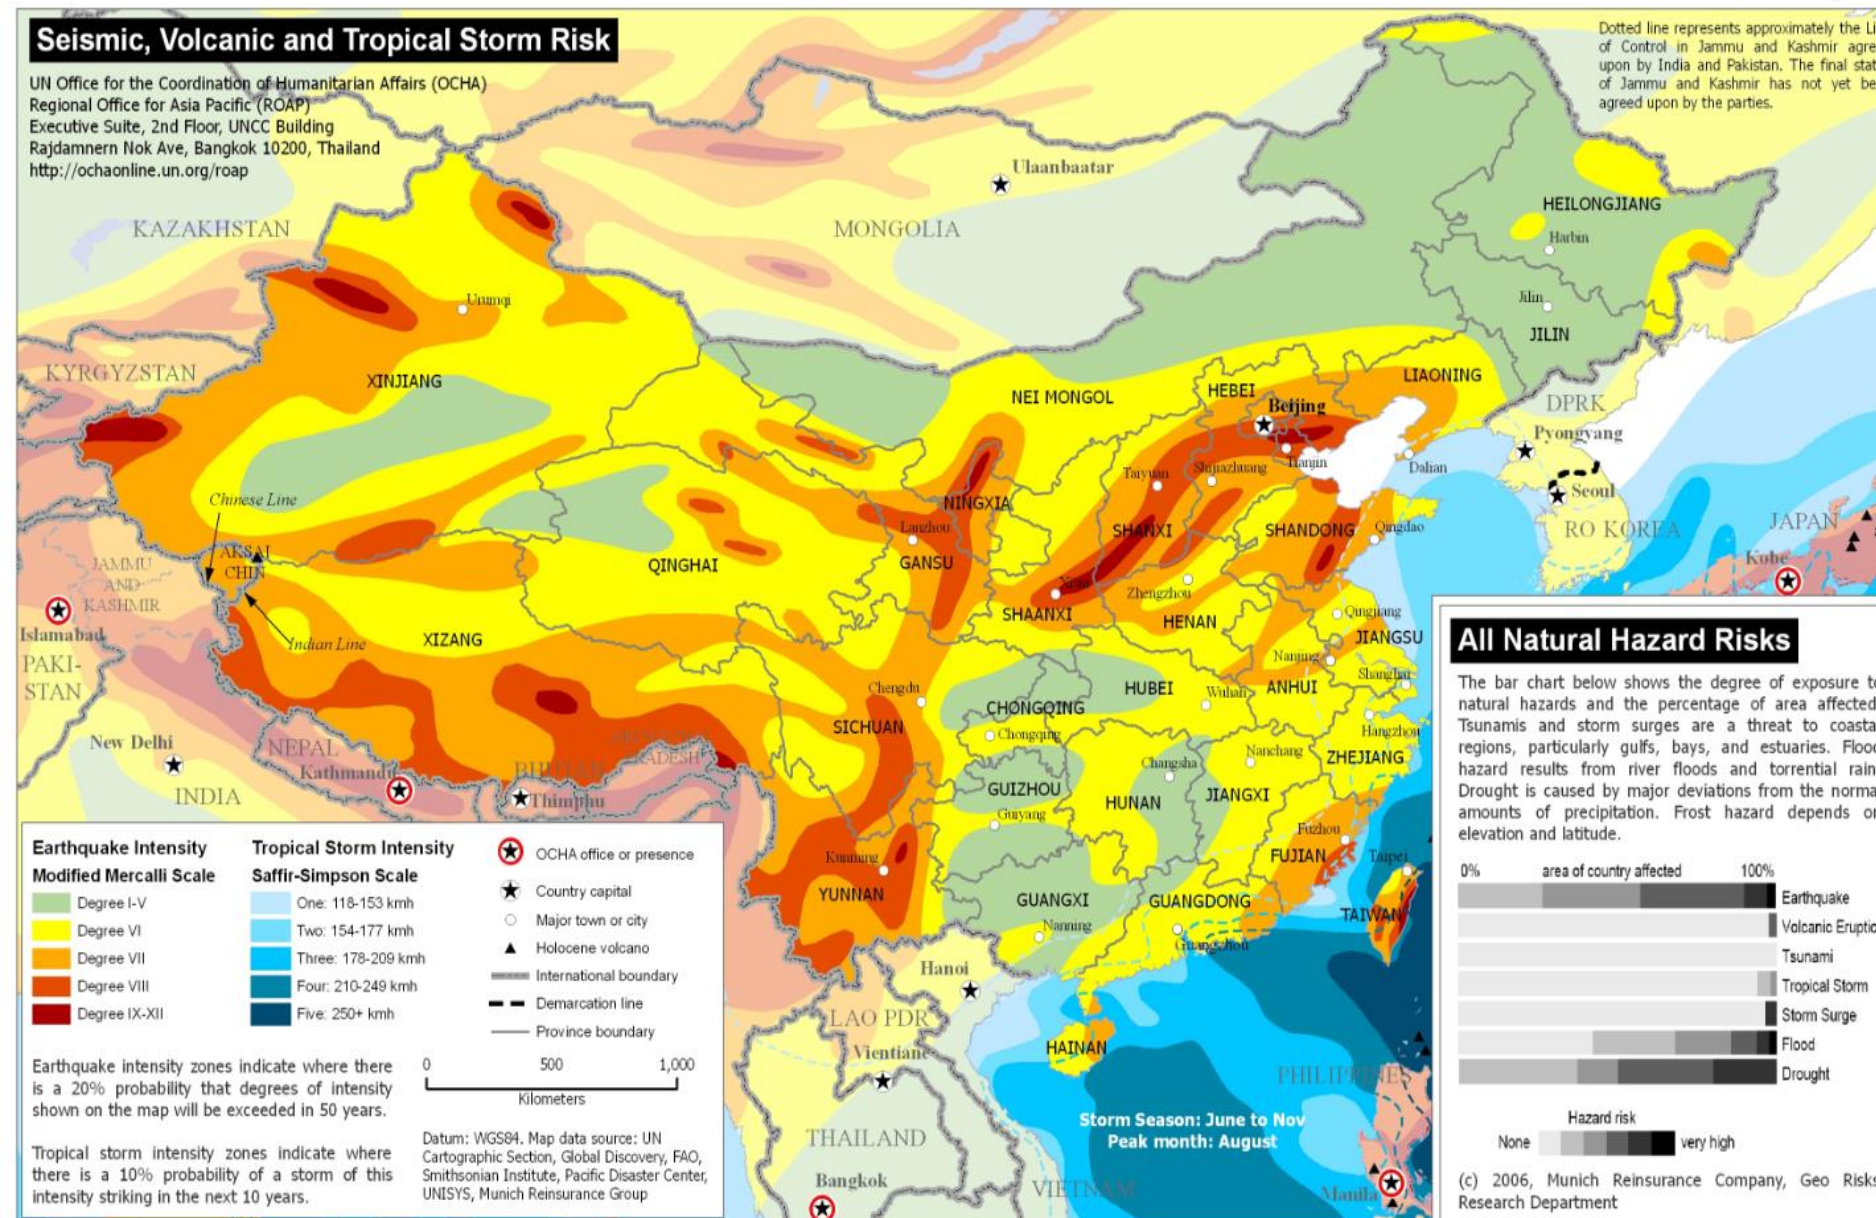 Seismic, Volcanic and Tropical Storm Risk
UN Office for the Coordination of Humanitarian Affairs (OCHA)
Regional Office for Asia Pacific (ROAP)
Executive Suite, 2nd Floor, UNCC Building
Rajdamnern Nok Ave, Bangkok 10200, Thailand
http://ochaonline.un.org/roap
Dotted line represents approximately the Li
of Control in Jammu and Kashmir agre
upon by India and Pakistan. The final stat
of Jammu and Kashmir has not yet be
agreed upon by the parties.
Ulaanbaatar
KAZAKHSTAN
MONGOLIA
HEILONGJIANG
Harbin
Urumqi
Jilin
JILIN
KYRGYZSTAN
XINJIANG
NEI MONGOL
HEBEI
LIAONING
Beijing
DPRK
Pyongyang
Taiyuan
Shijiazhuang
Tianjin
Dalian
Chinese Line
NINGXIA
Seoul
Lanzhou
SHANXI
SHANDONG
Qingdao
RO KOREA
JAPAN
AKSAI
CHIN
JAMMU
AND
KASHMIR
QINGHAI
GANSU
Kobe
Xian
Zhengzhou
Islamabad
SHAANXI
HENAN
Qingjiang
JIANGSU
Indian Line
XIZANG
PAKI-
STAN
Nanjing
Shanghai
Chengdu
HUBEI
Wuhan
ANHUI
CHONGQING
SICHUAN
Chongqing
Hangzhou
New Delhi
NEPAL
Kathmandu
BHUTAN
ARUNACHAL
PRADESH
Nanchang
Changsha
ZHEJIANG
INDIA
Thimphu
GUIZHOU
HUNAN
JIANGXI
Guiyang
Fuzhou
FUJIAN
Taipei
Kunming
YUNNAN
GUANGXI
GUANGDONG
TAIWAN
Nanning
Guangzhou
Hanoi
LAO PDR
Vientiane
HAINAN
PHILIPPINES
THAILAND
Bangkok
VIETNAM
Manila
Storm Season: June to Nov
Peak month: August
Earthquake Intensity
Modified Mercalli Scale
Degree I-V
Degree VI
Degree VII
Degree VIII
Degree IX-XII
Tropical Storm Intensity
Saffir-Simpson Scale
One: 118-153 kmh
Two: 154-177 kmh
Three: 178-209 kmh
Four: 210-249 kmh
Five: 250+ kmh
OCHA office or presence
Country capital
Major town or city
Holocene volcano
International boundary
Demarcation line
Province boundary
0 500 1,000
Kilometers
Earthquake intensity zones indicate where there
is a 20% probability that degrees of intensity
shown on the map will be exceeded in 50 years.
Tropical storm intensity zones indicate where
there is a 10% probability of a storm of this
intensity striking in the next 10 years.
Datum: WGS84. Map data source: UN
Cartographic Section, Global Discovery, FAO,
Smithsonian Institute, Pacific Disaster Center,
UNISYS, Munich Reinsurance Group
All Natural Hazard Risks
The bar chart below shows the degree of exposure to
natural hazards and the percentage of area affected
Tsunamis and storm surges are a threat to coasta
regions, particularly gulfs, bays, and estuaries. Flood
hazard results from river floods and torrential rain
Drought is caused by major deviations from the norma
amounts of precipitation. Frost hazard depends on
elevation and latitude.
0% area of country affected 100%
Earthquake
Volcanic Eruptio
Tsunami
Tropical Storm
Storm Surge
Flood
Drought
Hazard risk
None very high
(c) 2006, Munich Reinsurance Company, Geo Risks
Research Department